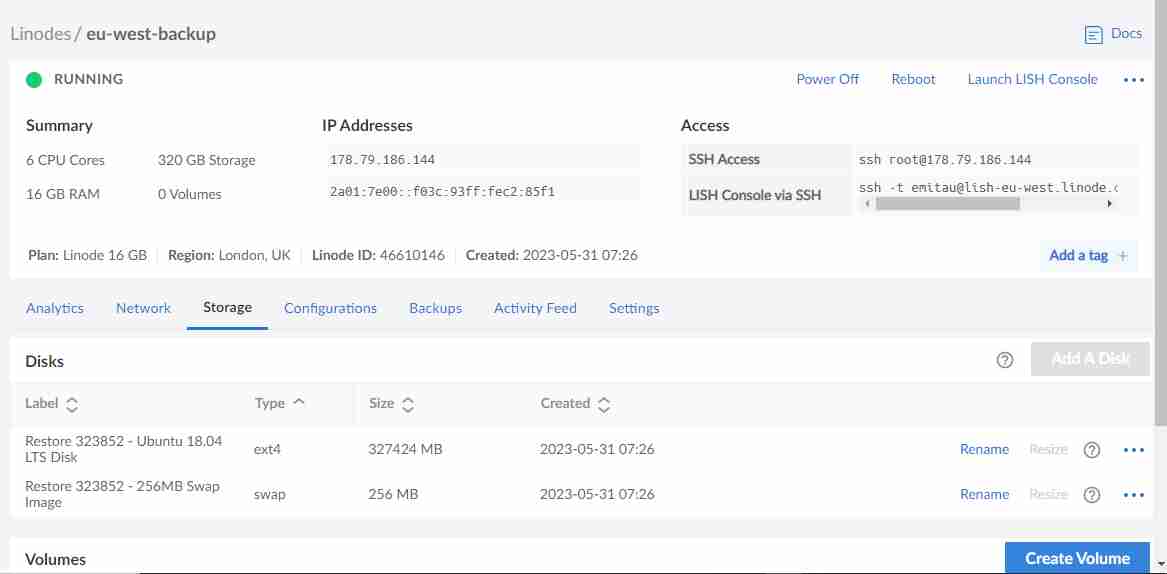 Linodes / eu-west-backup
Docs
RUNNING
Power Off Reboot Launch LISH Console
Summary
IP Addresses
Access
6 CPU Cores 320 GB Storage
178.79.186.144
SSH Access ssh root@178.79.186.144
16 GB RAM 0 Volumes
2a01:7e00::f03c:93ff:fec2:85f1
LISH Console via SSH ssh -t emitau@lish-eu-west.linode.
Plan: Linode 16 GB Region: London, UK Linode ID: 46610146 Created: 2023-05-31 07:26
Add a tag +
Analytics Network Storage Configurations Backups Activity Feed Settings
Disks
Add A Disk
Label Type Size Created
Restore 323852 - Ubuntu 18.04
LTS Disk
ext4 327424 MB 2023-05-31 07:26 Rename Resize
Restore 323852 - 256MB Swap
Image
swap 256 MB 2023-05-31 07:26 Rename Resize
Volumes
Create Volume